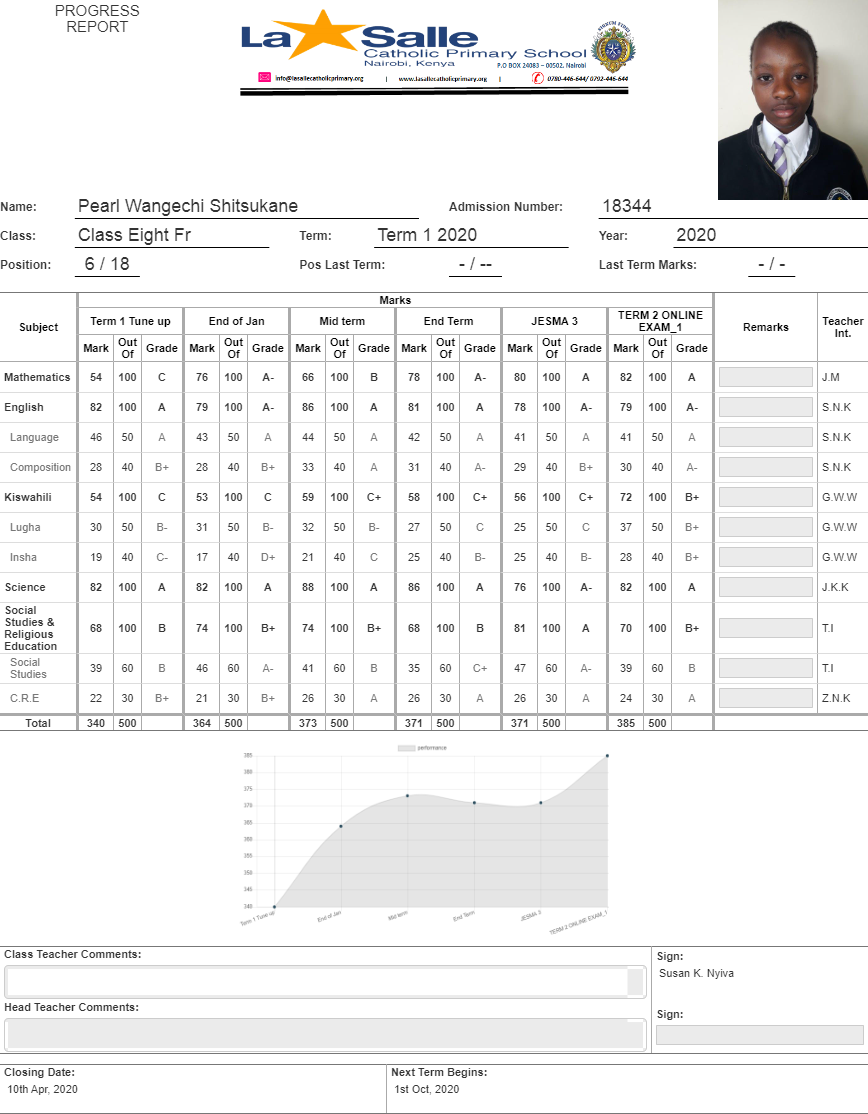 PROGRESS
REPORT
La Salle
Catholic Primary School
Nairobi, Kenya
P.O BOX 24083 – 00502, Nairobi
info@lasallecatholicprimary.org | www.lasallecatholicprimary.org | 0780-446-644/ 0792-446-644
Name: Pearl Wangechi Shitsukane Admission Number: 18344
Class: Class Eight Fr Term: Term 1 2020 Year: 2020
Position: 6 / 18 Pos Last Term: - / -- Last Term Marks: - / -
Subject Marks Remarks Teacher Int.
Term 1 Tune up End of Jan Mid term End Term JESMA 3 TERM 2 ONLINE EXAM_1
Mark Out Of Grade Mark Out Of Grade Mark Out Of Grade Mark Out Of Grade Mark Out Of Grade Mark Out Of Grade
Mathematics 54 100 C 76 100 A- 66 100 B 78 100 A- 80 100 A 82 100 A J.M
English 82 100 A 79 100 A- 86 100 A 81 100 A 78 100 A- 79 100 A- S.N.K
Language 46 50 A 43 50 A 44 50 A 42 50 A 41 50 A 41 50 A S.N.K
Composition 28 40 B+ 28 40 B+ 33 40 A 31 40 A- 29 40 B+ 30 40 A- S.N.K
Kiswahili 54 100 C 53 100 C 59 100 C+ 58 100 C+ 56 100 C+ 72 100 B+ G.W.W
Lugha 30 50 B- 31 50 B- 32 50 B- 27 50 C 25 50 C 37 50 B+ G.W.W
Insha 19 40 C- 17 40 D+ 21 40 C 25 40 B- 25 40 B- 28 40 B+ G.W.W
Science 82 100 A 82 100 A 88 100 A 86 100 A 76 100 A- 82 100 A J.K.K
Social Studies & Religious Education 68 100 B 74 100 B+ 74 100 B+ 68 100 B 81 100 A 70 100 B+ T.I
Social Studies 39 60 B 46 60 A- 41 60 B 35 60 C+ 47 60 A- 39 60 B T.I
C.R.E 22 30 B+ 21 30 B+ 26 30 A 26 30 A 26 30 A 24 30 A Z.N.K
Total 340 500 364 500 373 500 371 500 371 500 385 500
performance
385
380
375
370
365
360
355
350
345
340
Term 1 Tune up End of Jan Mid term End Term JESMA 3 TERM 2 ONLINE EXAM_1
Class Teacher Comments: Sign:
Susan K. Nyiva
Head Teacher Comments: Sign:
Closing Date: Next Term Begins:
10th Apr, 2020 1st Oct, 2020